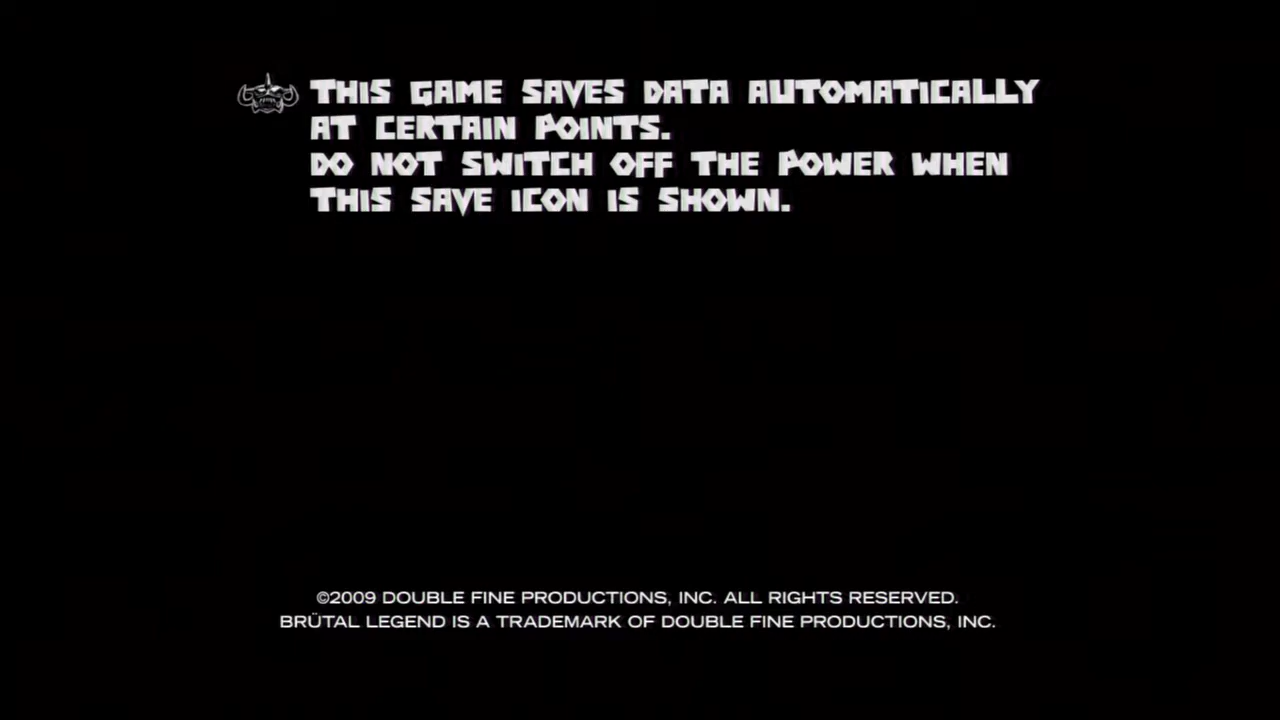 THIS GAME SAVES DATA AUTOMATICALLY
AT CERTAIN POINTS.
DO NOT SWITCH OFF THE POWER WHEN
THIS SAVE ICON IS SHOWN.
©2009 DOUBLE FINE PRODUCTIONS, INC. ALL RIGHTS RESERVED.
BRÜTAL LEGEND IS A TRADEMARK OF DOUBLE FINE PRODUCTIONS, INC.